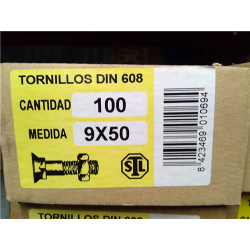 TORNILLOS DIN 608
CANTIDAD 100
MEDIDA 9X50
STL
8 423469 010694
TORNILLOS DIN 608